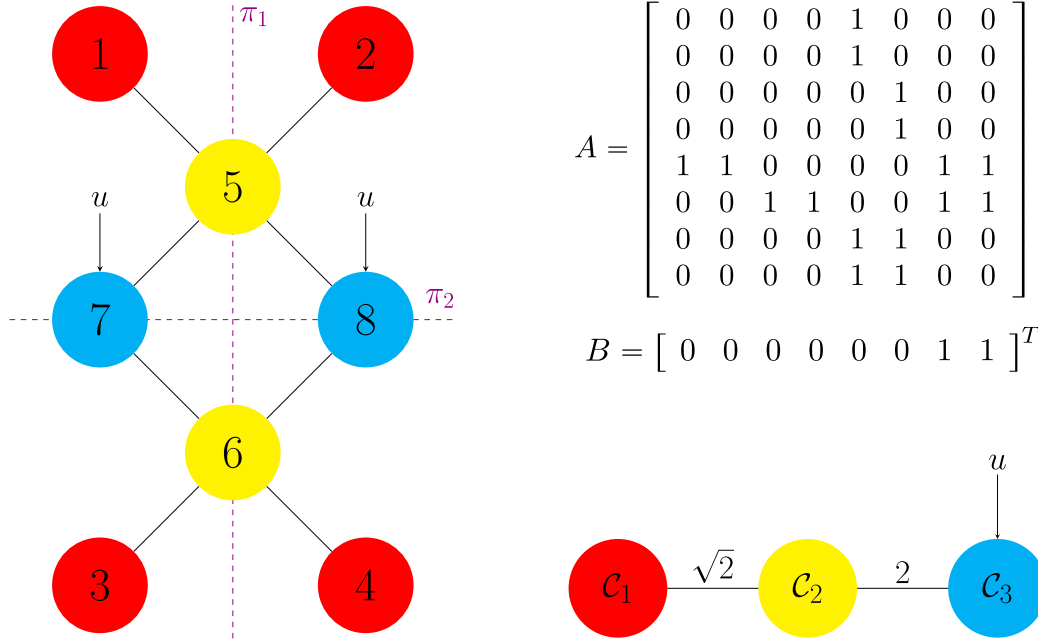 π₁
1 2
5
u u
π₂
7 8
6
3 4
A = [ 0 0 0 0 1 0 0 0
0 0 0 0 1 0 0 0
0 0 0 0 0 1 0 0
0 0 0 0 0 1 0 0
1 1 0 0 0 0 1 1
0 0 1 1 0 0 1 1
0 0 0 0 1 1 0 0
0 0 0 0 1 1 0 0 ]
B = [ 0 0 0 0 0 0 1 1 ]ᵀ
u
√2 2
𝒞₁ 𝒞₂ 𝒞₃